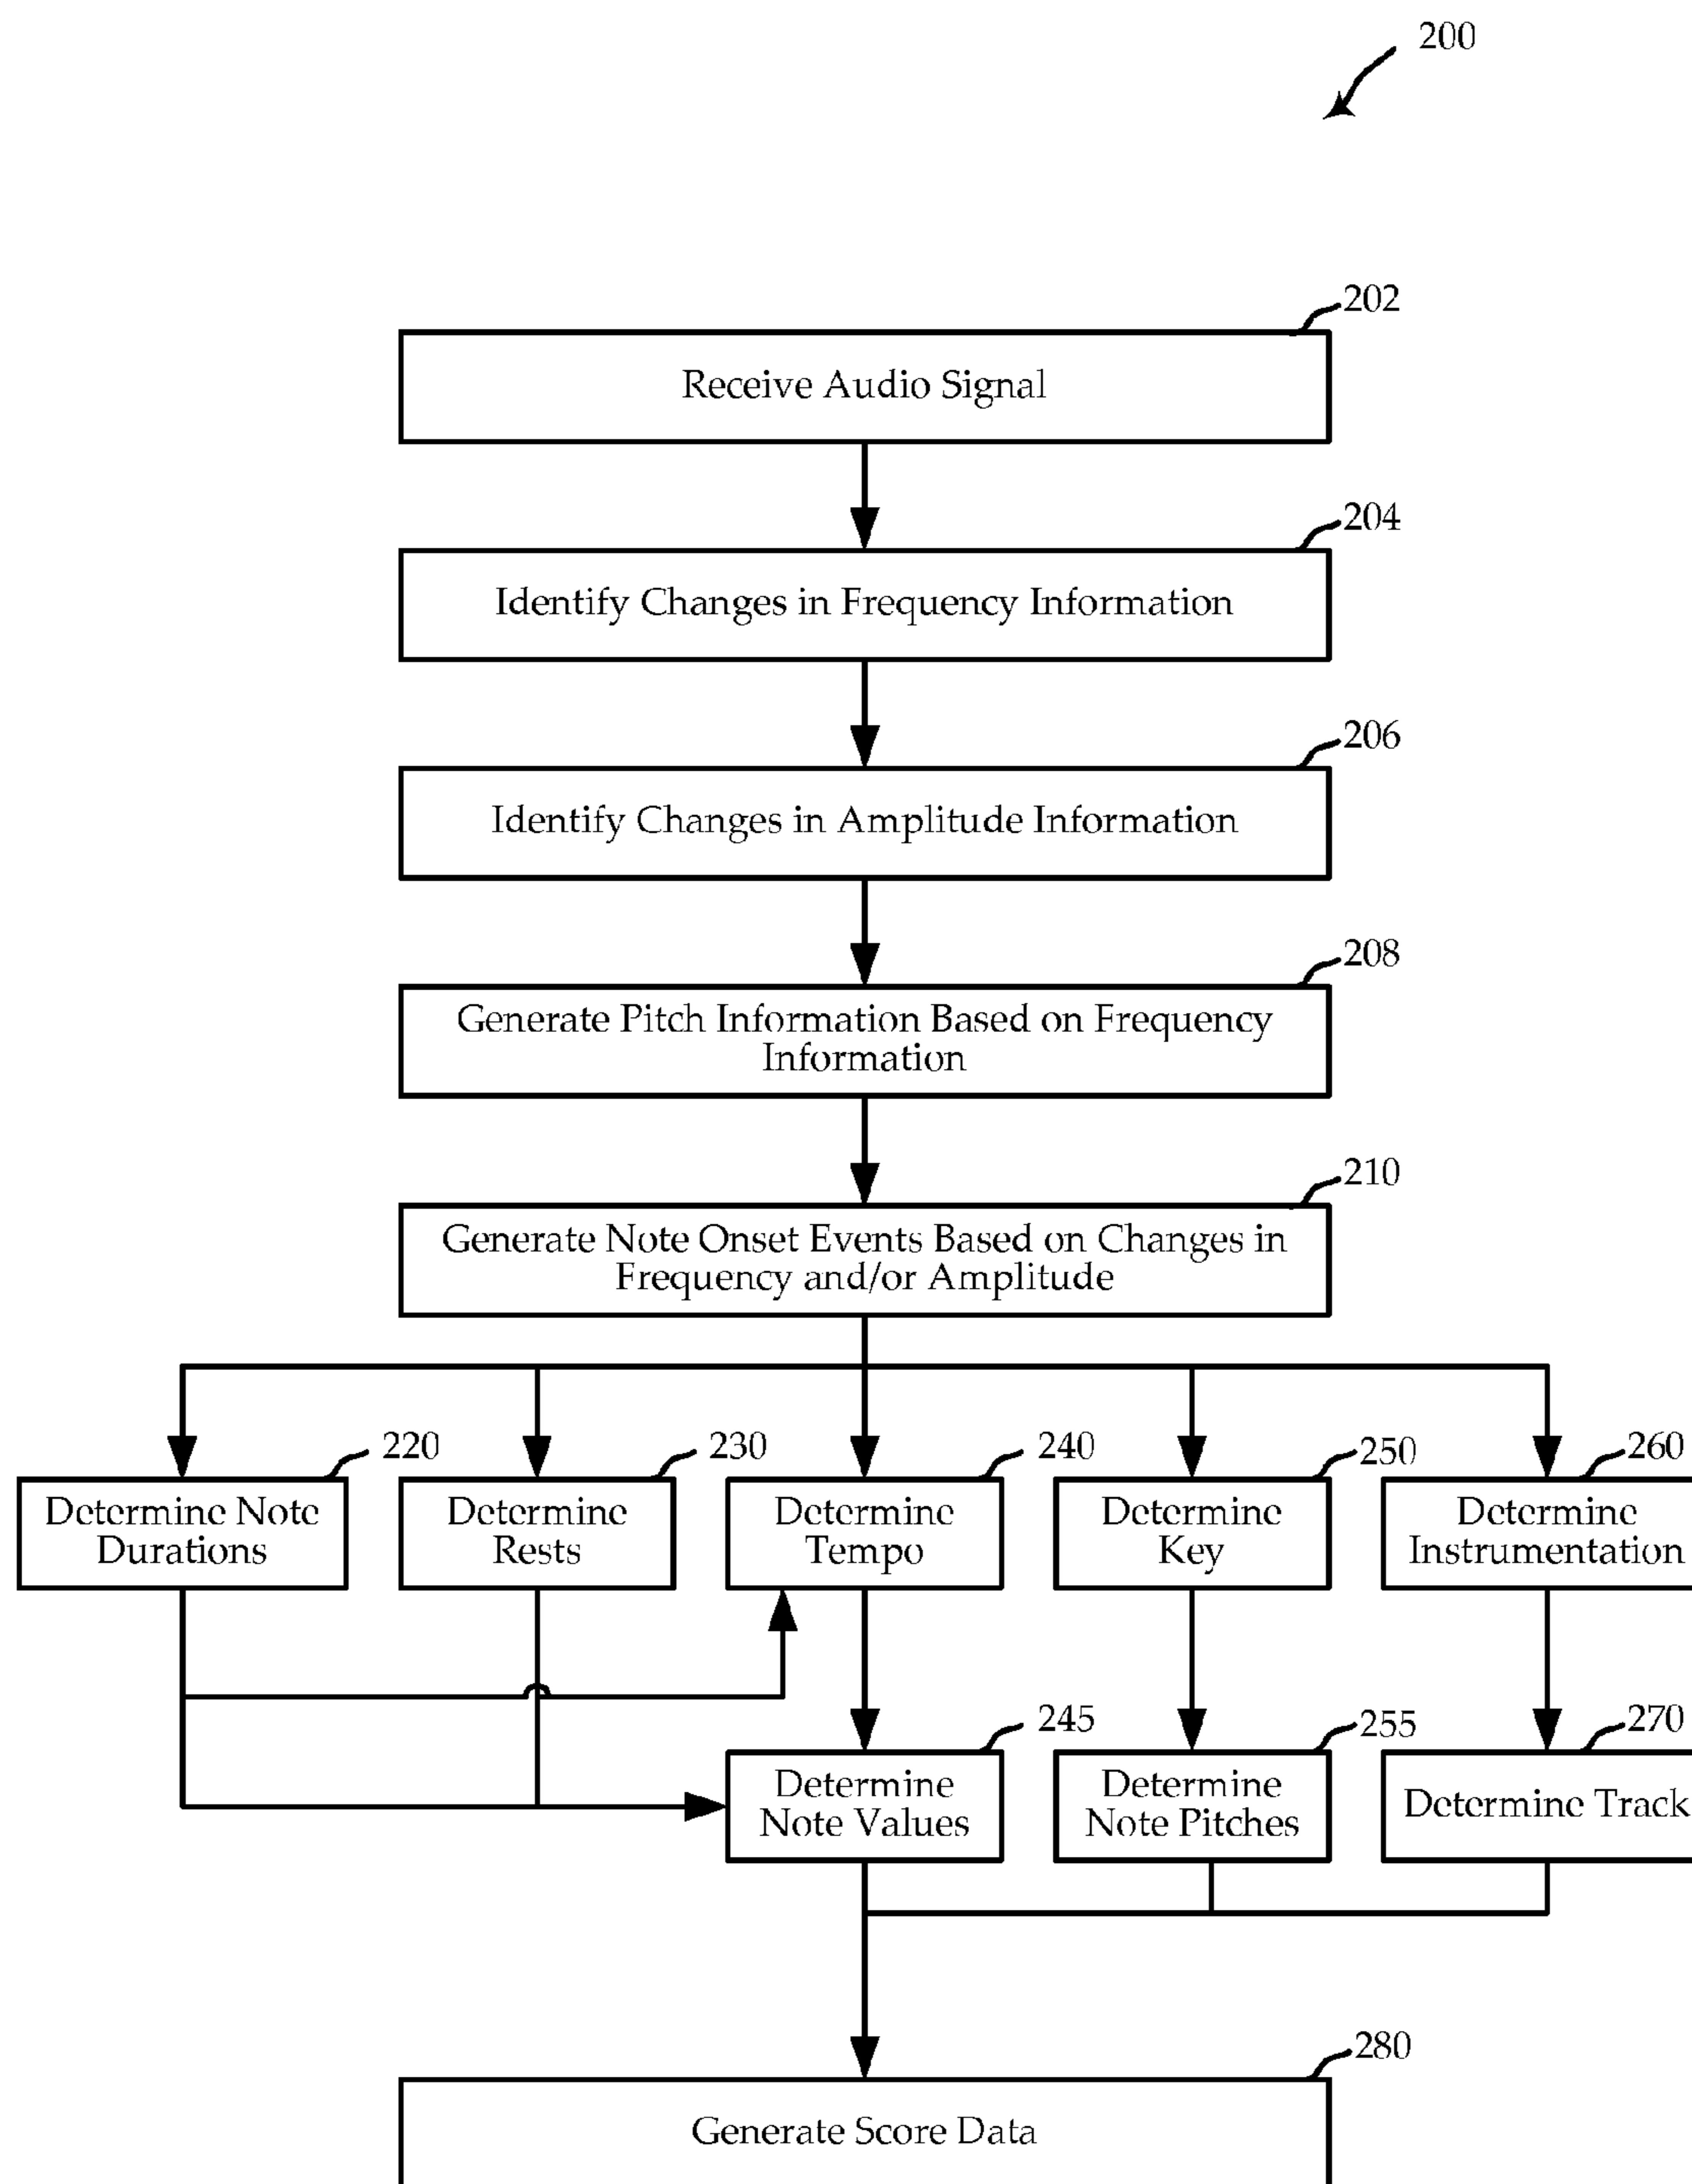 200
202
Receive Audio Signal
204
Identify Changes in Frequency Information
206
Identify Changes in Amplitude Information
208
Generate Pitch Information Based on Frequency
Information
210
Generate Note Onset Events Based on Changes in
Frequency and/or Amplitude
220
Determine Note
Durations
230
Determine
Rests
240
Determine
Tempo
250
Determine
Key
260
Determine
Instrumentation
245
Determine
Note Values
255
Determine
Note Pitches
270
Determine Track
280
Generate Score Data